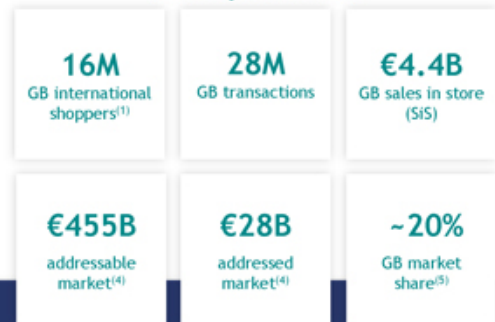 16M
GB international
shoppers(1)
28M
GB transactions
€4.4B
GB sales in store
(SiS)
€455B
addressable
market(4)
€28B
addressed
market(4)
~20%
GB market
share(5)